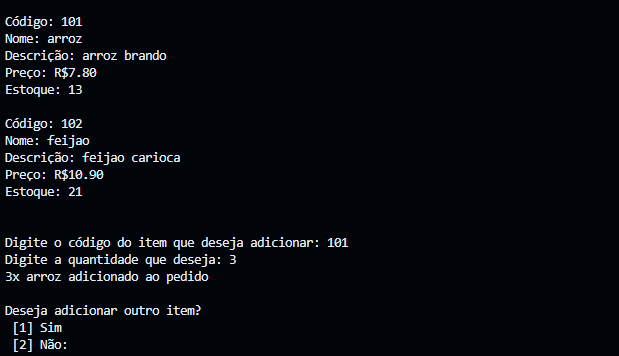 Código: 101
Nome: arroz
Descrição: arroz brando
Preço: R$7.80
Estoque: 13
Código: 102
Nome: feijao
Descrição: feijao carioca
Preço: R$10.90
Estoque: 21
Digite o código do item que deseja adicionar: 101
Digite a quantidade que deseja: 3
3x arroz adicionado ao pedido
Deseja adicionar outro item?
[1] Sim
[2] Não: